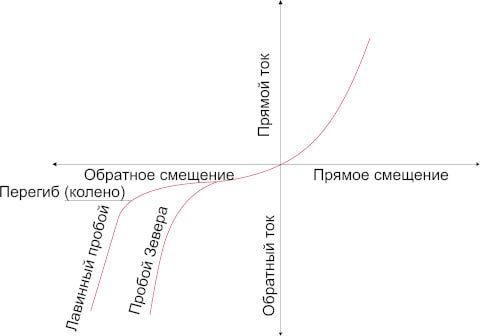 Прямой ток
Обратное смещение
Прямое смещение
Перегиб (колено)
Лавинный пробой
Пробой Зевера
Обратный ток